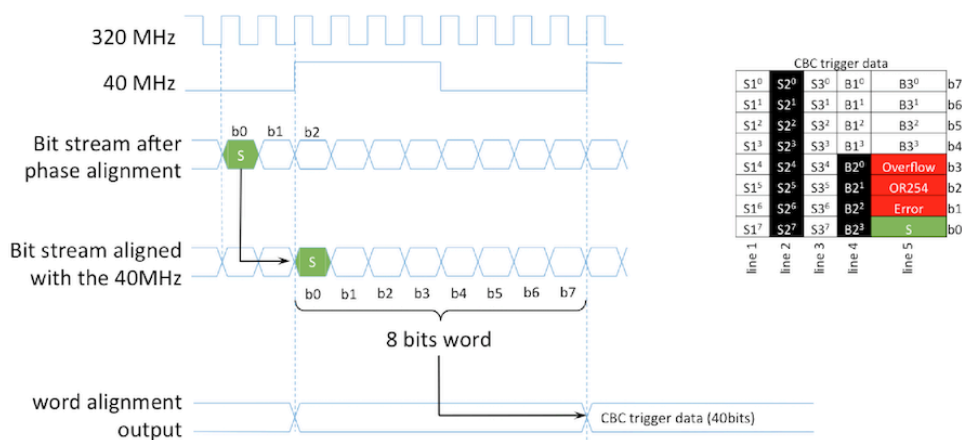 320 MHz
40 MHz
b0 b1 b2
Bit stream after
phase alignment
S
Bit stream aligned
with the 40MHz
S
b0 b1 b2 b3 b4 b5 b6 b7
8 bits word
word alignment
output
CBC trigger data (40bits)
CBC trigger data
S1⁰ S2⁰ S3⁰ B1⁰ B3⁰ b7
S1¹ S2¹ S3¹ B1¹ B3¹ b6
S1² S2² S3² B1² B3² b5
S1³ S2³ S3³ B1³ B3³ b4
S1⁴ S2⁴ S3⁴ B2⁰ Overflow b3
S1⁵ S2⁵ S3⁵ B2¹ OR254 b2
S1⁶ S2⁶ S3⁶ B2² Error b1
S1⁷ S2⁷ S3⁷ B2³ S b0
line 1
line 2
line 3
line 4
line 5